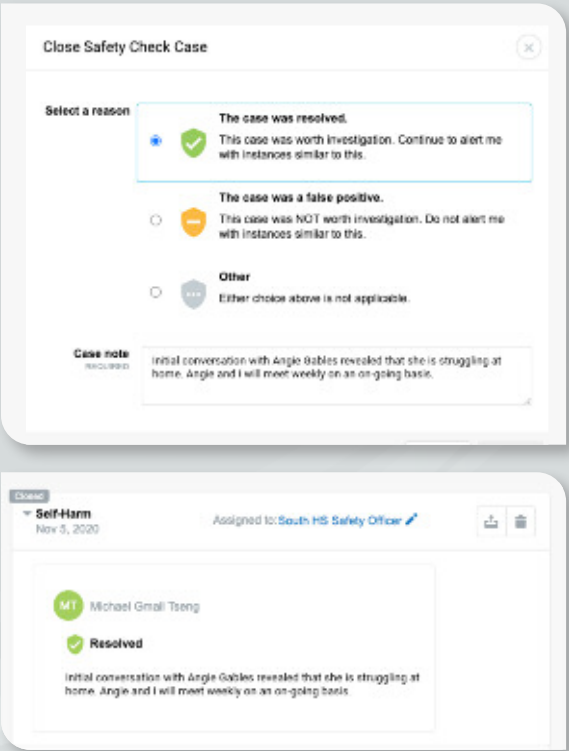 Close Safety Check Case
Select a reason
The case was resolved.
This case was worth investigation. Continue to alert me
with instances similar to this.
The case was a false positive.
This case was NOT worth investigation. Do not alert me
with instances similar to this.
Other
Either choice above is not applicable.
Case note
REQUIRED
Initial conversation with Angie Gables revealed that she is struggling at
home. Angie and I will meet weekly on an on-going basis.
Closed
Self-Harm
Nov 5, 2020
Assigned to: South HS Safety Officer
MT
Michael Gmail Tseng
Resolved
Initial conversation with Angie Gables revealed that she is struggling at
home. Angie and I will meet weekly on an on-going basis.